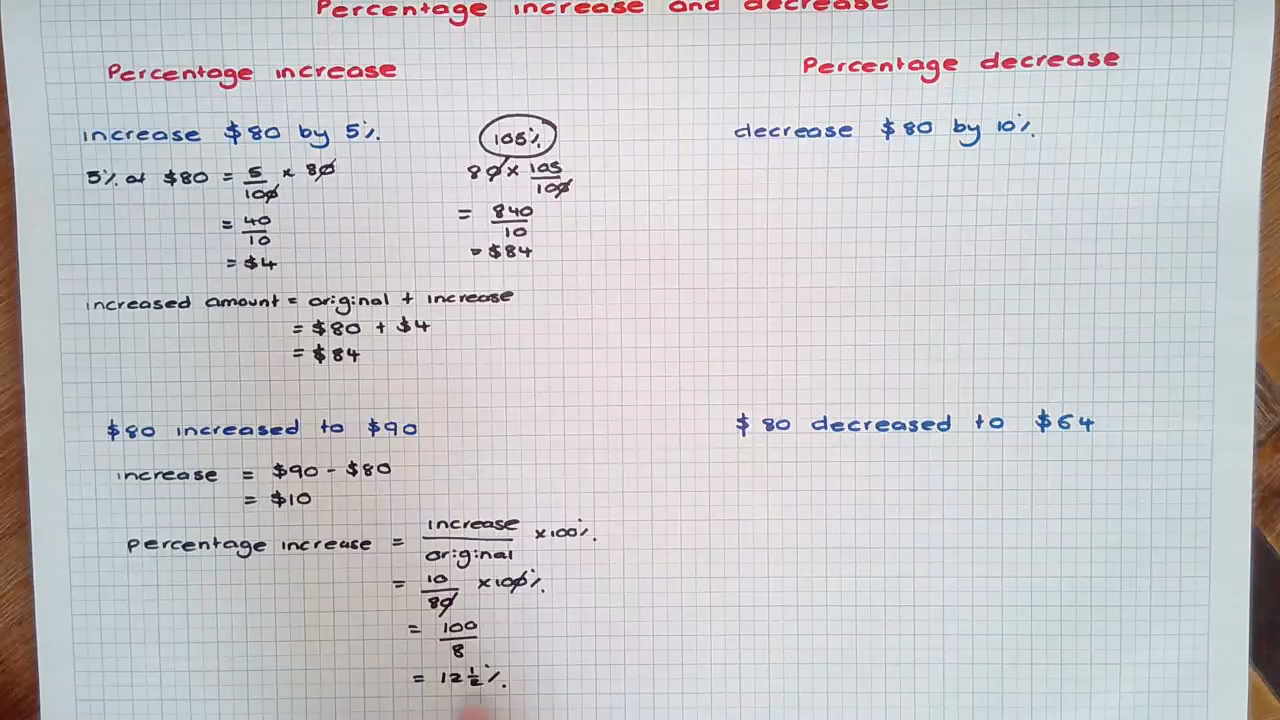 Percentage increase and decrease
Percentage increase
increase $80 by 5%.
5% of $80 = 5/100 × 80
= 40/10
= $4
105%
80 × 105/100
= 840/10
= $84
increased amount = original + increase
= $80 + $4
= $84
$80 increased to $90
increase = $90 - $80
= $10
Percentage increase = increase/original ×100%.
= 10/80 ×100%.
= 100/8
= 12 1/2 %.
Percentage decrease
decrease $80 by 10%.
$80 decreased to $64